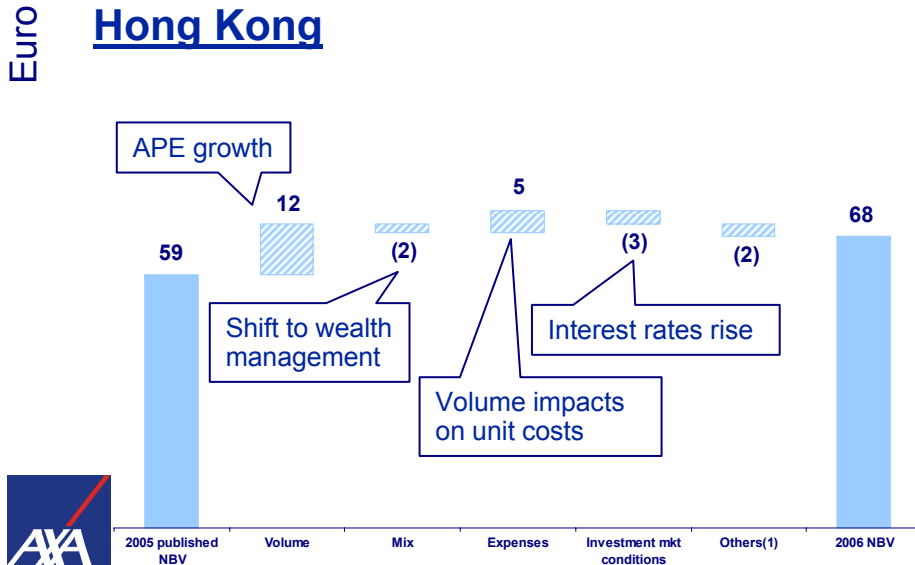 Euro
Hong Kong
APE growth
12
5
68
59
(2)
(3)
(2)
Shift to wealth
management
Interest rates rise
Volume impacts
on unit costs
AXA
2005 published
NBV
Volume
Mix
Expenses
Investment mkt
conditions
Others(1)
2006 NBV